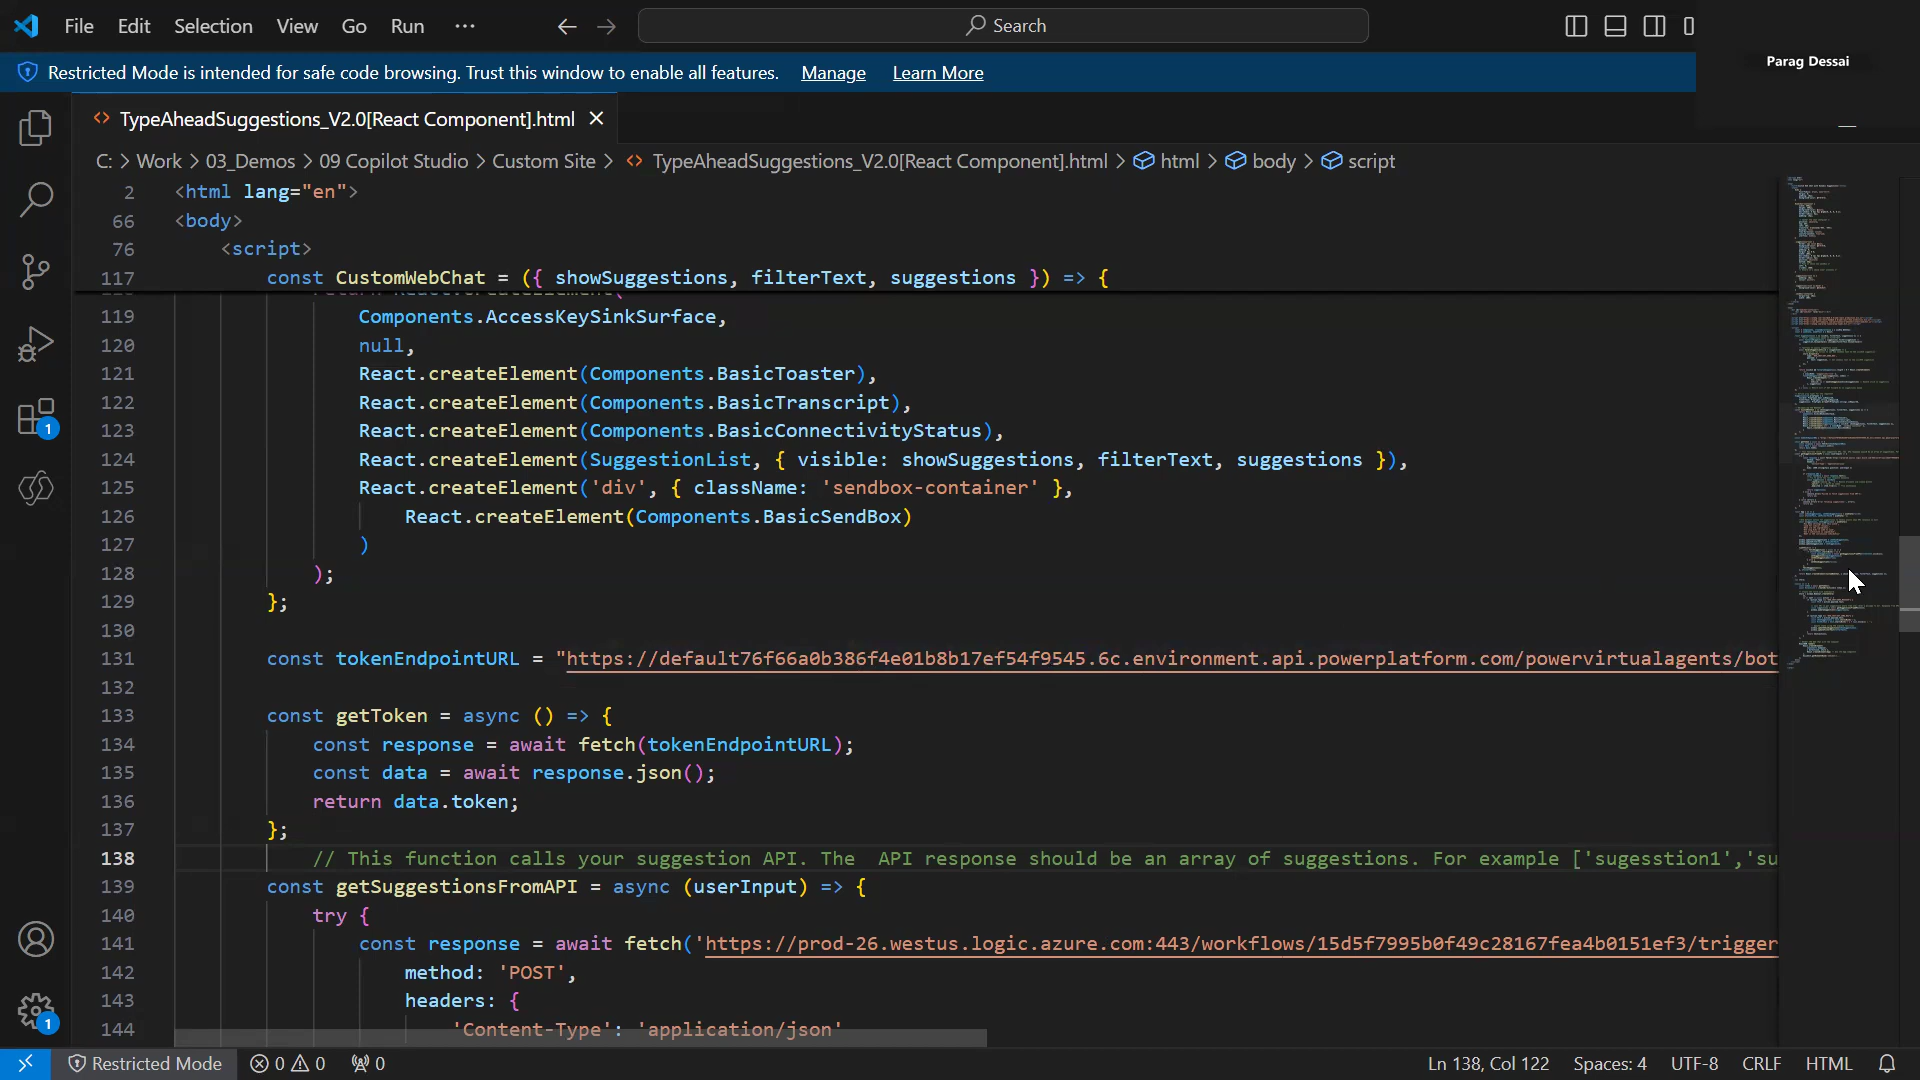 File Edit Selection View Go Run ··· Search
Parag Dessai
Restricted Mode is intended for safe code browsing. Trust this window to enable all features. Manage Learn More
TypeAheadSuggestions_V2.0[React Component].html
C: > Work > 03_Demos > 09 Copilot Studio > Custom Site > TypeAheadSuggestions_V2.0[React Component].html > html > body > script
2 <html lang="en">
66 <body>
76 <script>
117 const CustomWebChat = ({ showSuggestions, filterText, suggestions }) => {
119 Components.AccessKeySinkSurface,
120 null,
121 React.createElement(Components.BasicToaster),
122 React.createElement(Components.BasicTranscript),
123 React.createElement(Components.BasicConnectivityStatus),
124 React.createElement(SuggestionList, { visible: showSuggestions, filterText, suggestions }),
125 React.createElement('div', { className: 'sendbox-container' },
126 React.createElement(Components.BasicSendBox)
127 )
128 );
129 };
130
131 const tokenEndpointURL = "https://default76f66a0b386f4e01b8b17ef54f9545.6c.environment.api.powerplatform.com/powervirtualagents/bot
132
133 const getToken = async () => {
134 const response = await fetch(tokenEndpointURL);
135 const data = await response.json();
136 return data.token;
137 };
138 // This function calls your suggestion API. The  API response should be an array of suggestions. For example ['sugesstion1','su
139 const getSuggestionsFromAPI = async (userInput) => {
140 try {
141 const response = await fetch('https://prod-26.westus.logic.azure.com:443/workflows/15d5f7995b0f49c28167fea4b0151ef3/trigger
142 method: 'POST',
143 headers: {
144 'Content-Type': 'application/json'
1
1
Restricted Mode 0 0 0 Ln 138, Col 122 Spaces: 4 UTF-8 CRLF HTML